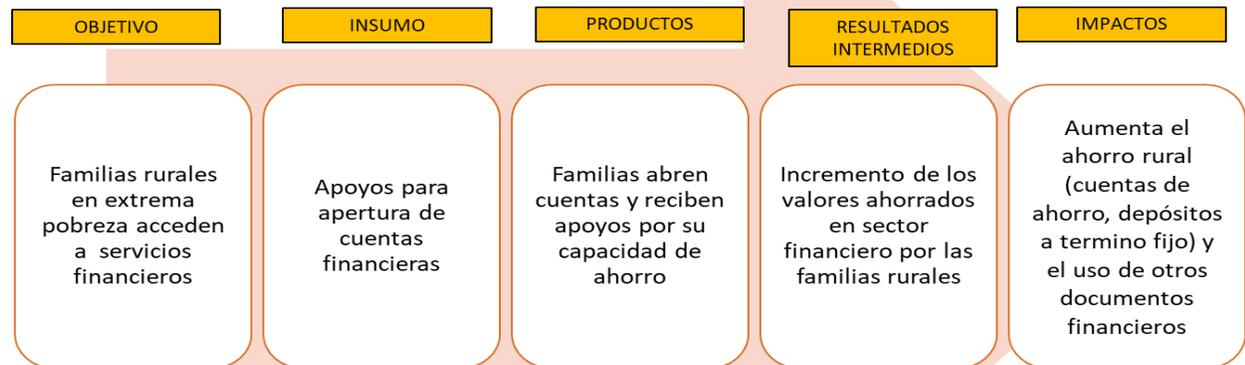 OBJETIVO
INSUMO
PRODUCTOS
RESULTADOS
INTERMEDIOS
IMPACTOS
Familias rurales
en extrema
pobreza acceden
a servicios
financieros
Apoyos para
apertura de
cuentas
financieras
Familias abren
cuentas y reciben
apoyos por su
capacidad de
ahorro
Incremento de los
valores ahorrados
en sector
financiero por las
familias rurales
Aumenta el
ahorro rural
(cuentas de
ahorro, depósitos
a termino fijo) y
el uso de otros
documentos
financieros